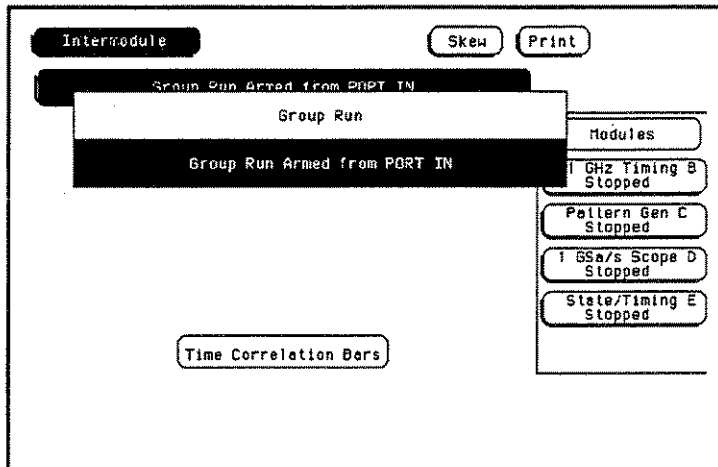 Intermodule
Skew
Print
Group Run Armed from PORT IN
Group Run
Group Run Armed from PORT IN
Modules
1 GHz Timing B
Stopped
Pattern Gen C
Stopped
1 GSa/s Scope D
Stopped
State/Timing E
Stopped
Time Correlation Bars